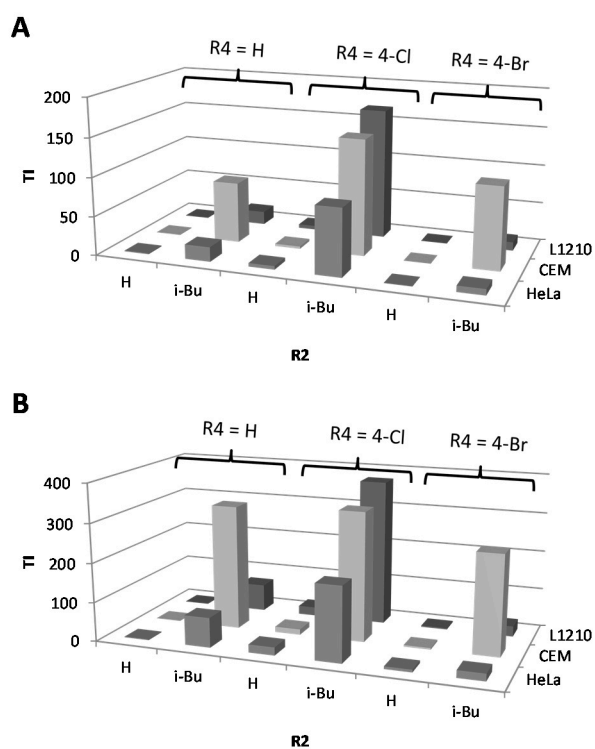 A
R4 = H
R4 = 4-Cl
R4 = 4-Br
200
150
100
50
0
TI
L1210
CEM
HeLa
H
i-Bu
H
i-Bu
H
i-Bu
R2
B
R4 = H
R4 = 4-Cl
R4 = 4-Br
400
300
200
100
0
TI
L1210
CEM
HeLa
H
i-Bu
H
i-Bu
H
i-Bu
R2